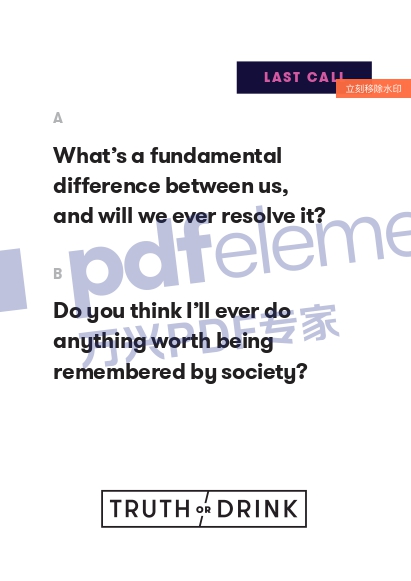 LAST CALL
立刻移除水印
A
What's a fundamental
difference between us,
and will we ever resolve it?
pdfeleme
B
Do you think I'll ever do
anything worth being
remembered by society?
万兴PDF专家
TRUTH OR DRINK